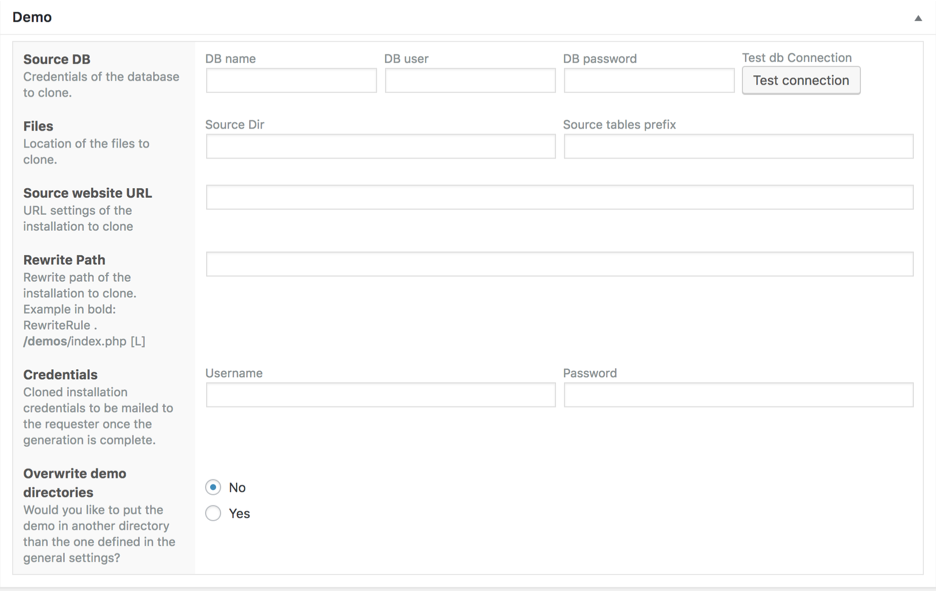 Demo
Source DB
Credentials of the database
to clone.
DB name
DB user
DB password
Test db Connection
Test connection
Files
Location of the files to
clone.
Source Dir
Source tables prefix
Source website URL
URL settings of the
installation to clone
Rewrite Path
Rewrite path of the
installation to clone.
Example in bold:
RewriteRule .
/demos/index.php [L]
Credentials
Cloned installation
credentials to be mailed to
the requester once the
generation is complete.
Username
Password
Overwrite demo
directories
Would you like to put the
demo in another directory
than the one defined in the
general settings?
No
Yes